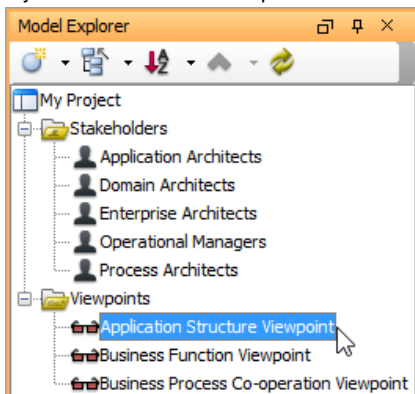 Model Explorer
My Project
Stakeholders
Application Architects
Domain Architects
Enterprise Architects
Operational Managers
Process Architects
Viewpoints
Application Structure Viewpoint
Business Function Viewpoint
Business Process Co-operation Viewpoint